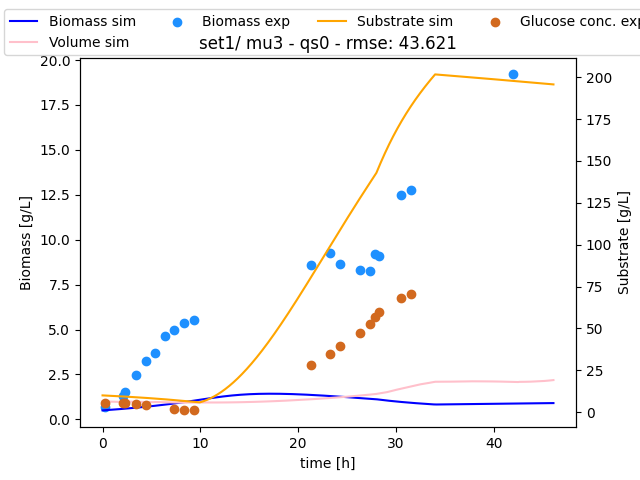 Biomass sim Biomass exp Substrate sim Glucose conc. exp
Volume sim
set1/ mu3 - qs0 - rmse: 43.621
20.0
17.5
15.0
12.5
10.0
7.5
5.0
2.5
0.0
Biomass [g/L]
200
175
150
125
100
75
50
25
0
Substrate [g/L]
0 10 20 30 40
time [h]